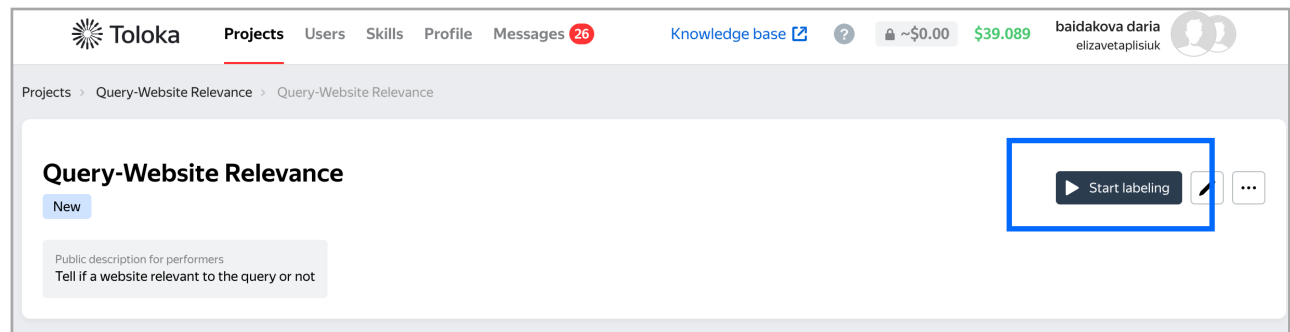 Toloka Projects Users Skills Profile Messages 26 Knowledge base ? ~$0.00 $39.089 baidakova daria
elizavetaplisiuk
Projects > Query-Website Relevance > Query-Website Relevance
Query-Website Relevance
Start labeling
New
Public description for performers
Tell if a website relevant to the query or not